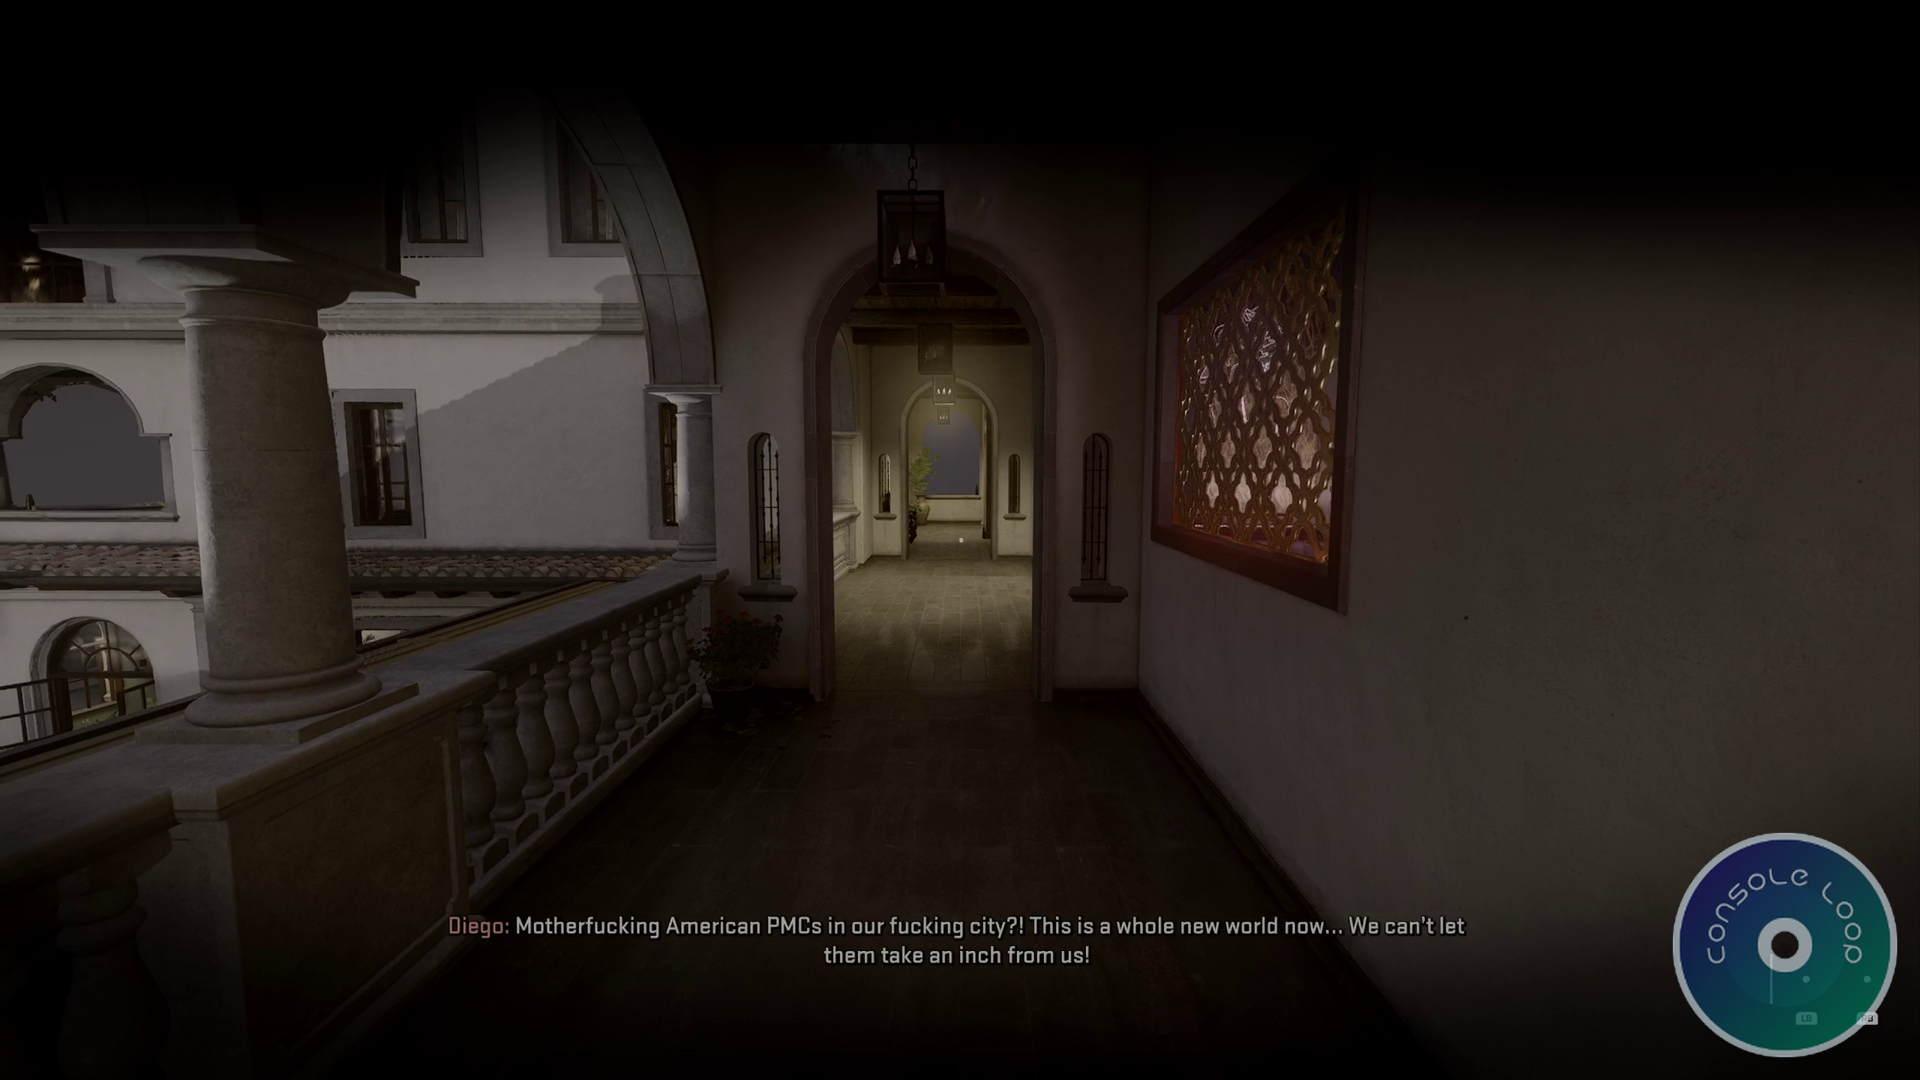 Diego: Motherfucking American PMCs in our fucking city?! This is a whole new world now... We can't let
them take an inch from us!
CONSOLE LOOP
LB